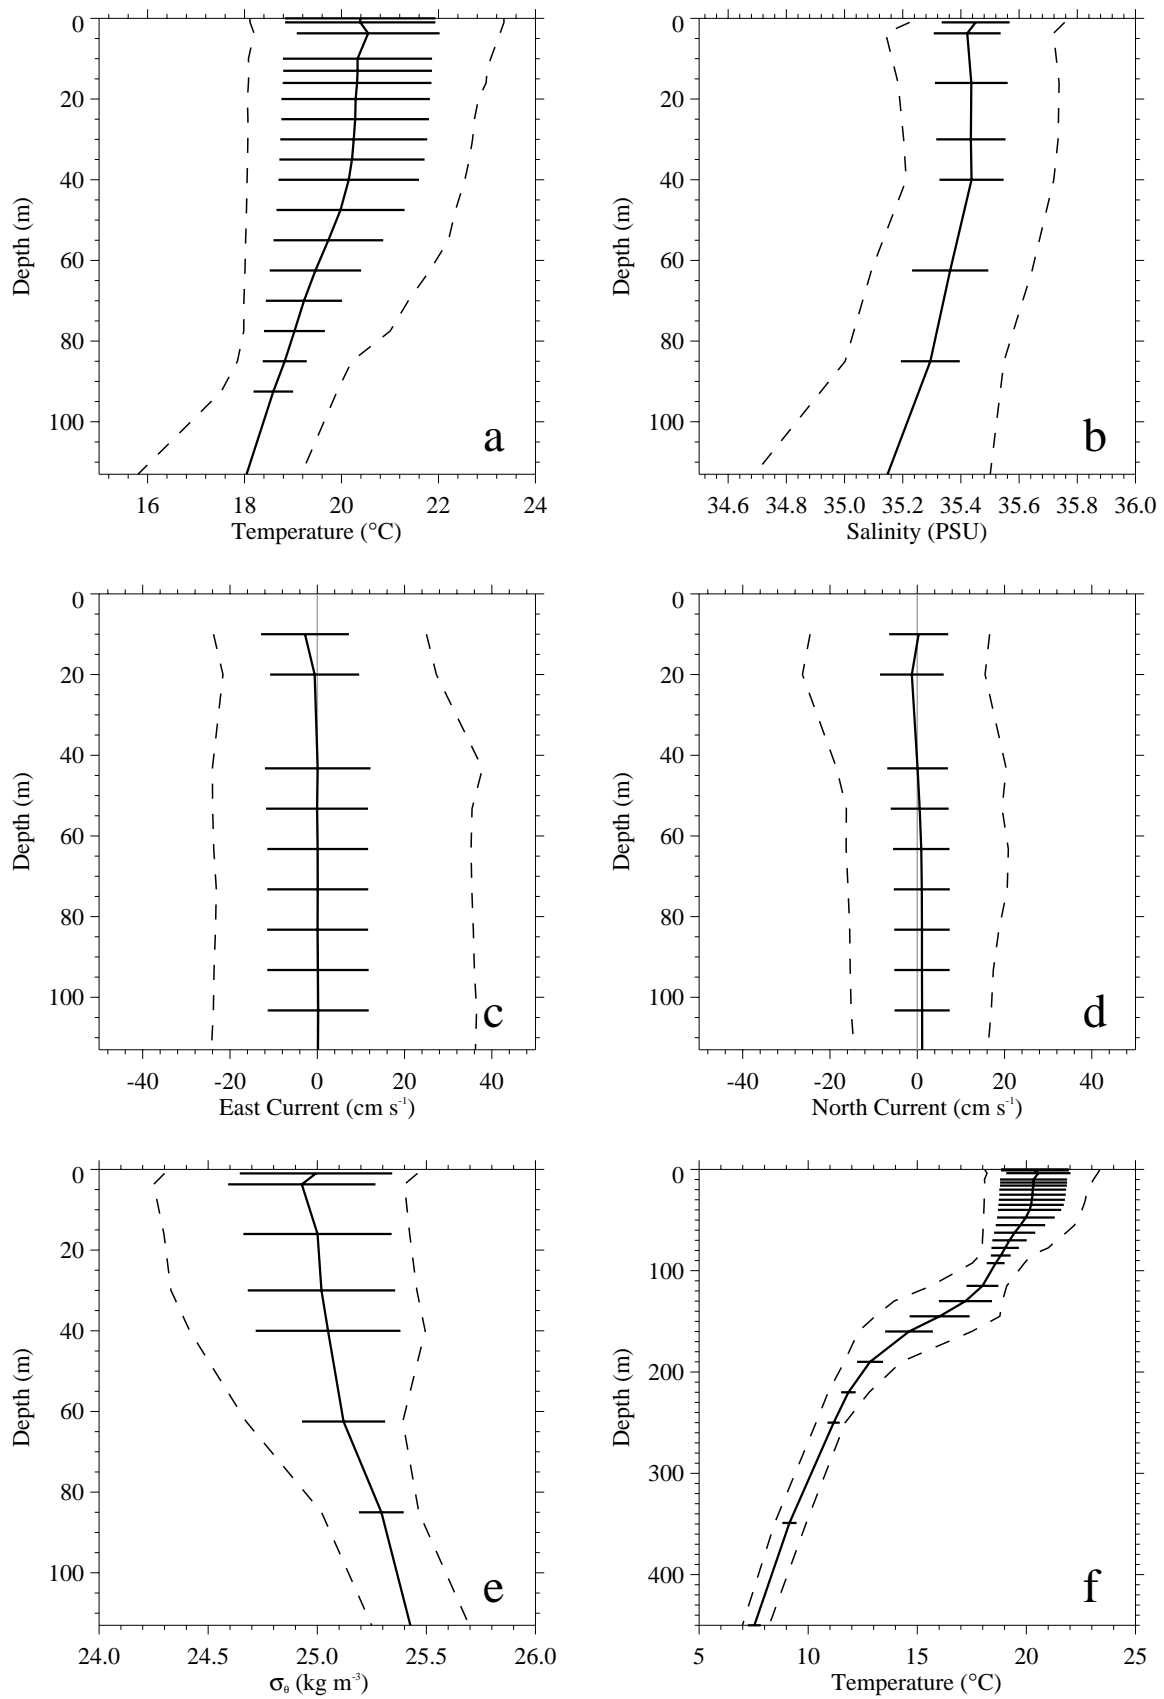 0
20
40
60
80
100
Depth (m)
a
16 18 20 22 24
Temperature (°C)
0
20
40
60
80
100
Depth (m)
b
34.6 34.8 35.0 35.2 35.4 35.6 35.8 36.0
Salinity (PSU)
0
20
40
60
80
100
Depth (m)
c
-40 -20 0 20 40
East Current (cm s⁻¹)
0
20
40
60
80
100
Depth (m)
d
-40 -20 0 20 40
North Current (cm s⁻¹)
0
20
40
60
80
100
Depth (m)
e
24.0 24.5 25.0 25.5 26.0
σθ (kg m⁻³)
0
100
200
300
400
Depth (m)
f
5 10 15 20 25
Temperature (°C)